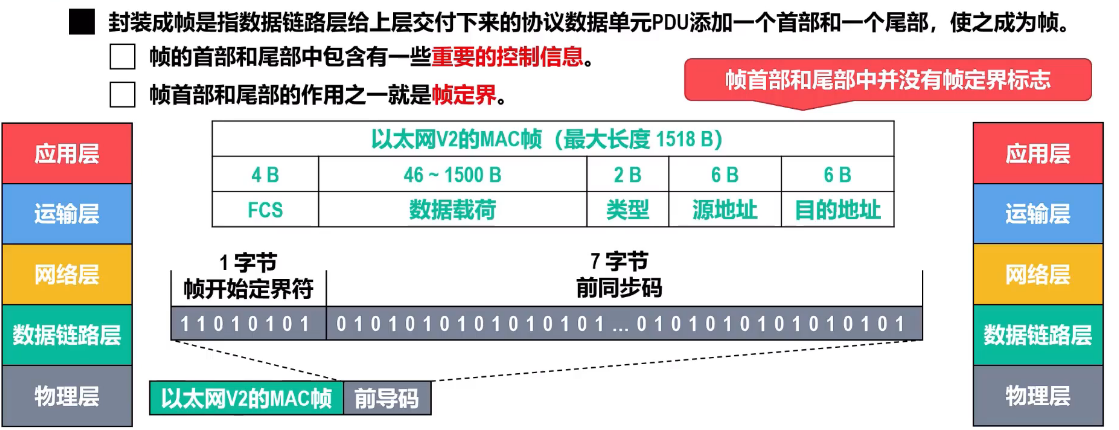 封装成帧是指数据链路层给上层交付下来的协议数据单元PDU添加一个首部和一个尾部，使之成为帧。
帧的首部和尾部中包含有一些重要的控制信息。
帧首部和尾部的作用之一就是帧定界。
帧首部和尾部中并没有帧定界标志
以太网V2的MAC帧（最大长度 1518 B）
4 B 46 ~ 1500 B 2 B 6 B 6 B
FCS 数据载荷 类型 源地址 目的地址
应用层
运输层
网络层
数据链路层
物理层
1 字节
帧开始定界符
7 字节
前同步码
1 1 0 1 0 1 0 1 0 1 0 1 0 1 0 1 0 1 0 1 0 1 0 1 ... 0 1 0 1 0 1 0 1 0 1 0 1 0 1 0 1
以太网V2的MAC帧 前导码
应用层
运输层
网络层
数据链路层
物理层